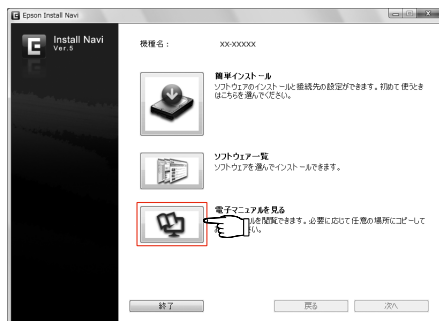 Epson Install Navi
Install Navi
Ver.5
機種名： XX-XXXXX
簡単インストール
ソフトウェアのインストールと接続先の設定ができます。初めて使うとき
はこちらを選んでください。
ソフトウェア一覧
ソフトウェアを選んでインストールできます。
電子マニュアルを見る
ルを閲覧できます。必要に応じて任意の場所にコピーして
い。
終了
戻る
次へ